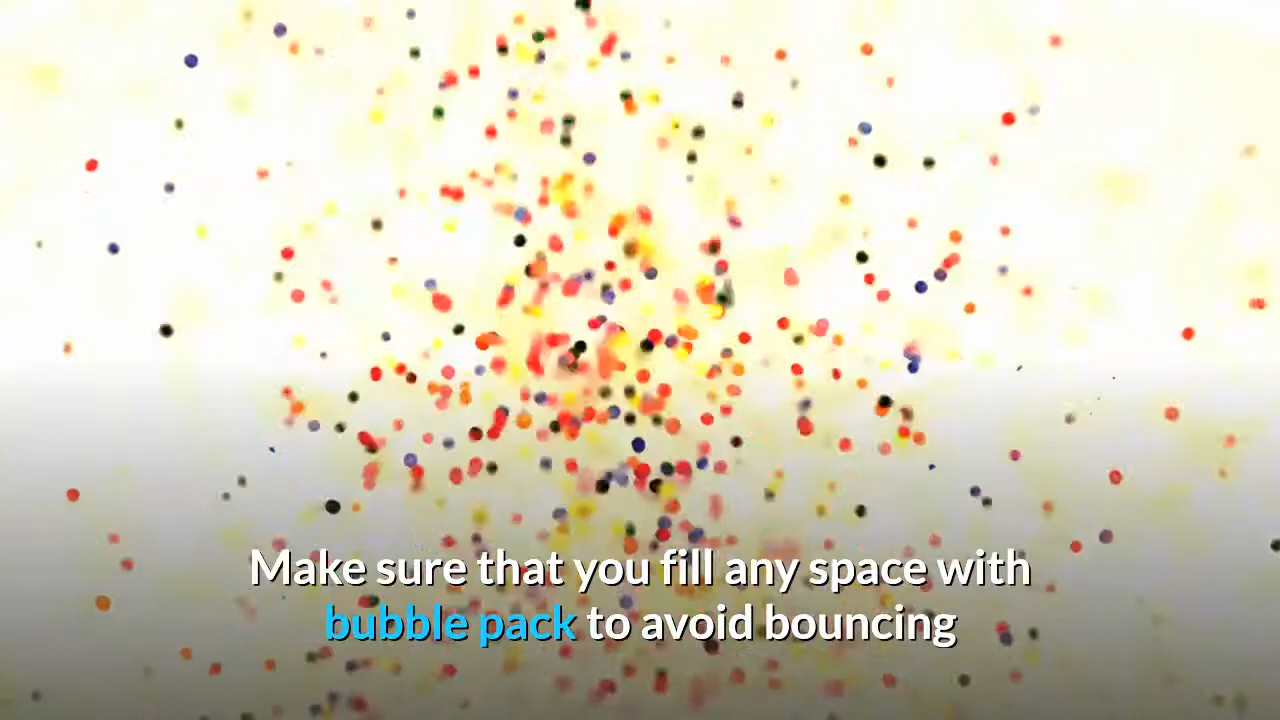 Make sure that you fill any space with
bubble pack to avoid bouncing